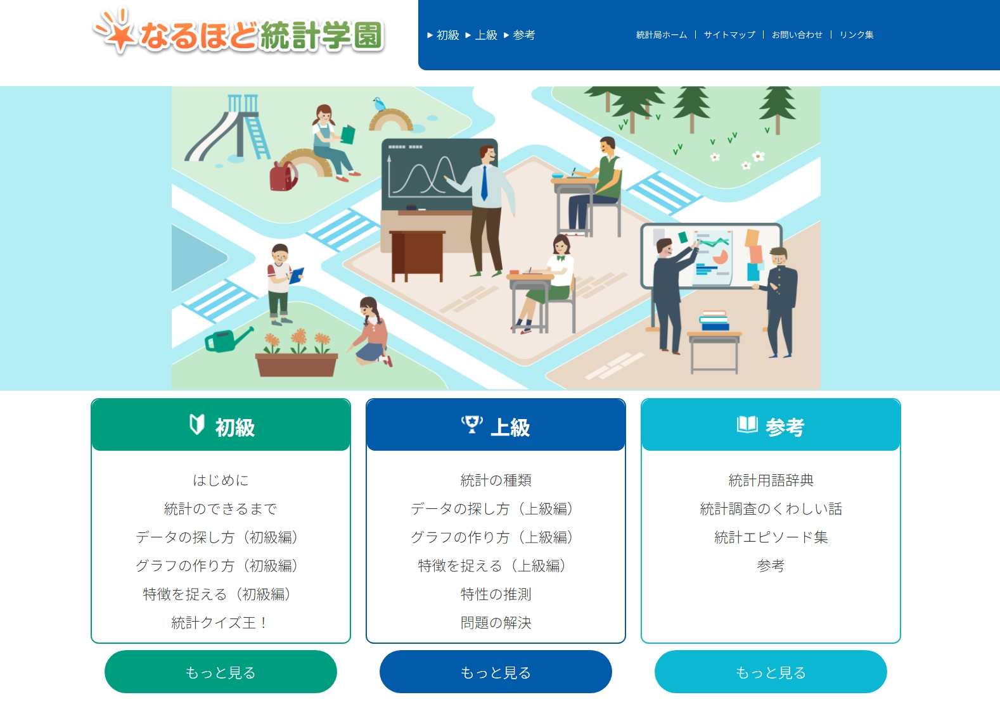 なるほど統計学園
初級 上級 参考
統計局ホーム サイトマップ お問い合わせ リンク集
初級
はじめに
統計のできるまで
データの探し方（初級編）
グラフの作り方（初級編）
特徴を捉える（初級編）
統計クイズ王！
もっと見る
上級
統計の種類
データの探し方（上級編）
グラフの作り方（上級編）
特徴を捉える（上級編）
特性の推測
問題の解決
もっと見る
参考
統計用語辞典
統計調査のくわしい話
統計エピソード集
参考
もっと見る